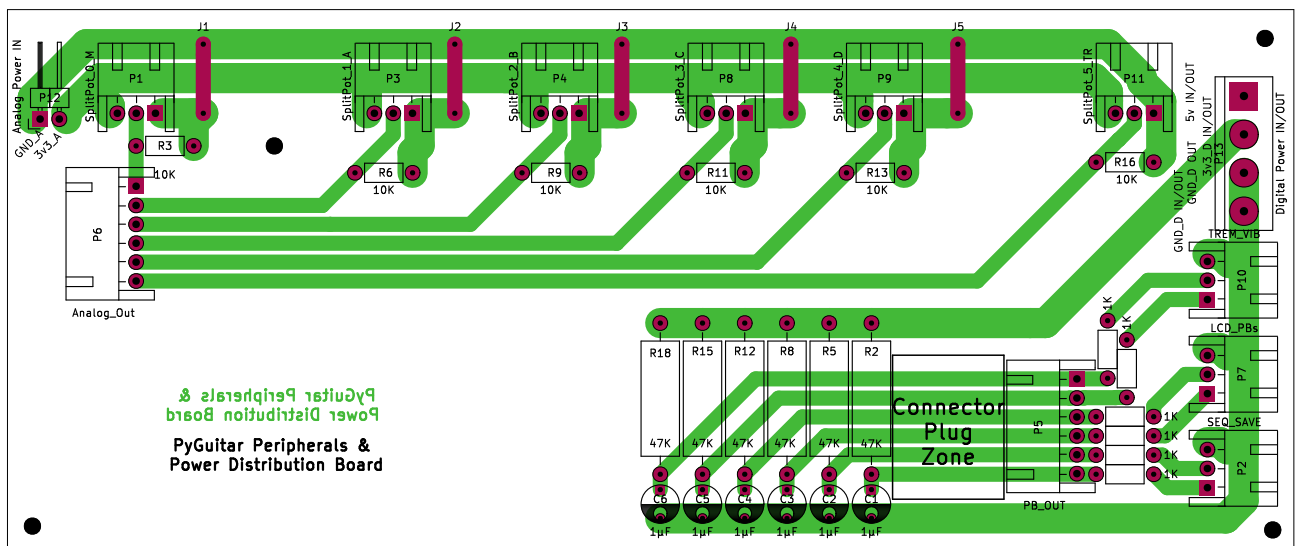 J1
J2
J3
J4
J5
Analog_Power IN
P12
GND_A
3v3_A
SplitPot_0_M
P1
SplitPot_1_A
P3
SplitPot_2_B
P4
SplitPot_3_C
P8
SplitPot_4_D
P9
SplitPot_5_TR
P11
R3
10K
R6
10K
R9
10K
R11
10K
R13
10K
R16
10K
GND_D IN/OUT
GND_D OUT
3v3_D IN/OUT
5v IN/OUT
P13
Digital Power IN/OUT
P6
Analog_Out
TREM_VIB
P10
LCD_PBs
P7
SEQ_SAVE
P2
1K
1K
R18
R15
R12
R8
R5
R2
47K
47K
47K
47K
47K
47K
C6
C5
C4
C3
C2
C1
1µF
1µF
1µF
1µF
1µF
1µF
Connector
Plug
Zone
P5
PB_OUT
1K
1K
1K
1K
PyGuitar Peripherals &
Power Distribution Board
PyGuitar Peripherals &
Power Distribution Board